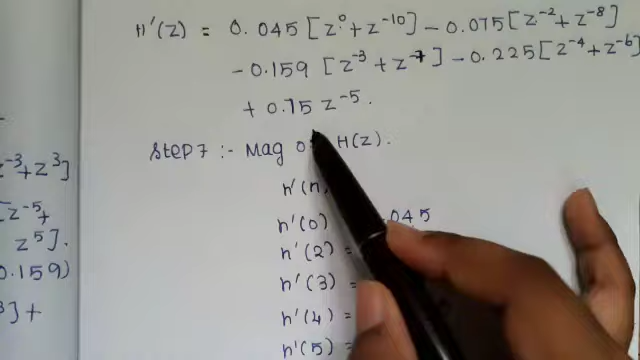 H'(z) = 0.045 [z⁰ + z⁻¹⁰] − 0.075[z⁻² + z⁻⁸]
− 0.159 [z⁻³ + z⁻⁷] − 0.225[z⁻⁴ + z⁻⁶]
+ 0.75 z⁻⁵.
Step 7 :- Mag H(z).
h'(n)
h'(0) 045
h'(2) =
h'(3) =
h'(4) =
h'(5) =
z⁻³ + z³]
[z⁻⁵ +
z⁵].
0.159)
³] +